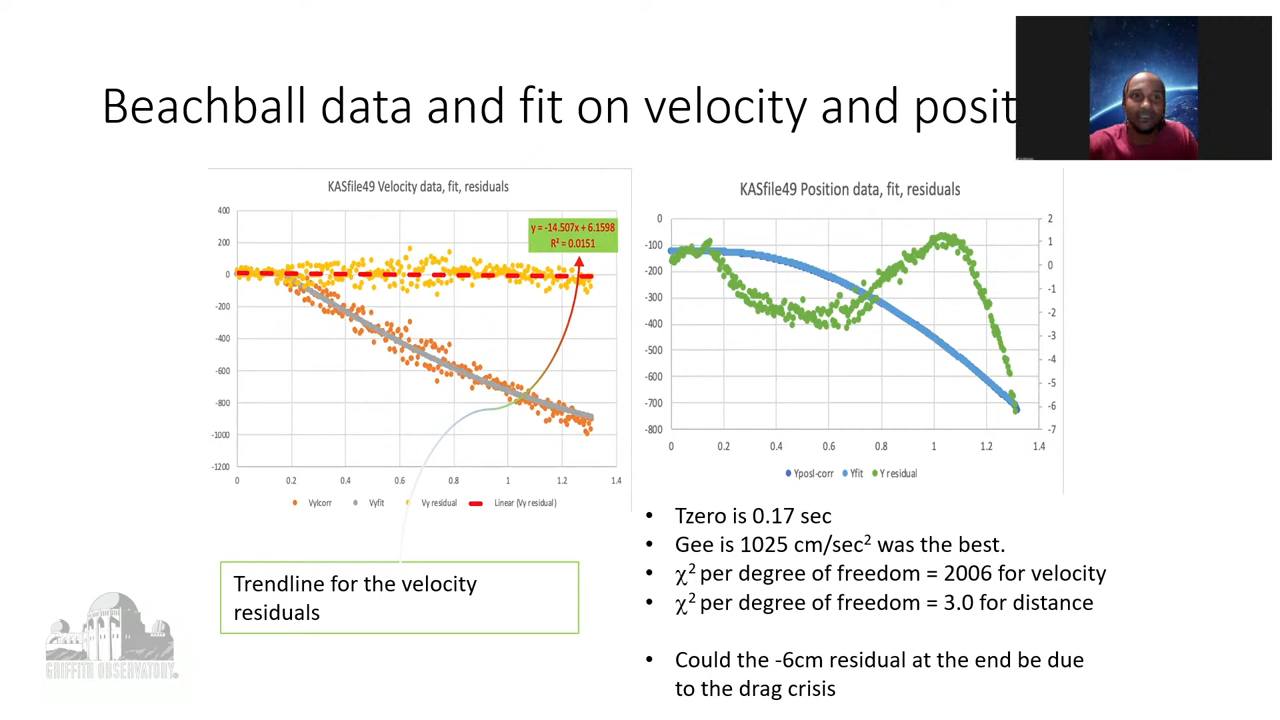 Beachball data and fit on velocity and posit
KASfile49 Velocity data, fit, residuals
400
200
0
-200
-400
-600
-800
-1000
-1200
0
0.2
0.4
0.6
0.8
1
1.2
1.4
y = -14.507x + 6.1598
R² = 0.0151
Vylcorr
Vyfit
Vy residual
Linear (Vy residual)
KASfile49 Position data, fit, residuals
0
-100
-200
-300
-400
-500
-600
-700
-800
2
1
0
-1
-2
-3
-4
-5
-6
-7
0
0.2
0.4
0.6
0.8
1
1.2
1.4
Yposl-corr
Yfit
Y residual
Trendline for the velocity
residuals
• Tzero is 0.17 sec
• Gee is 1025 cm/sec² was the best.
• χ² per degree of freedom = 2006 for velocity
• χ² per degree of freedom = 3.0 for distance
• Could the -6cm residual at the end be due
to the drag crisis
GRIFFITH OBSERVATORY